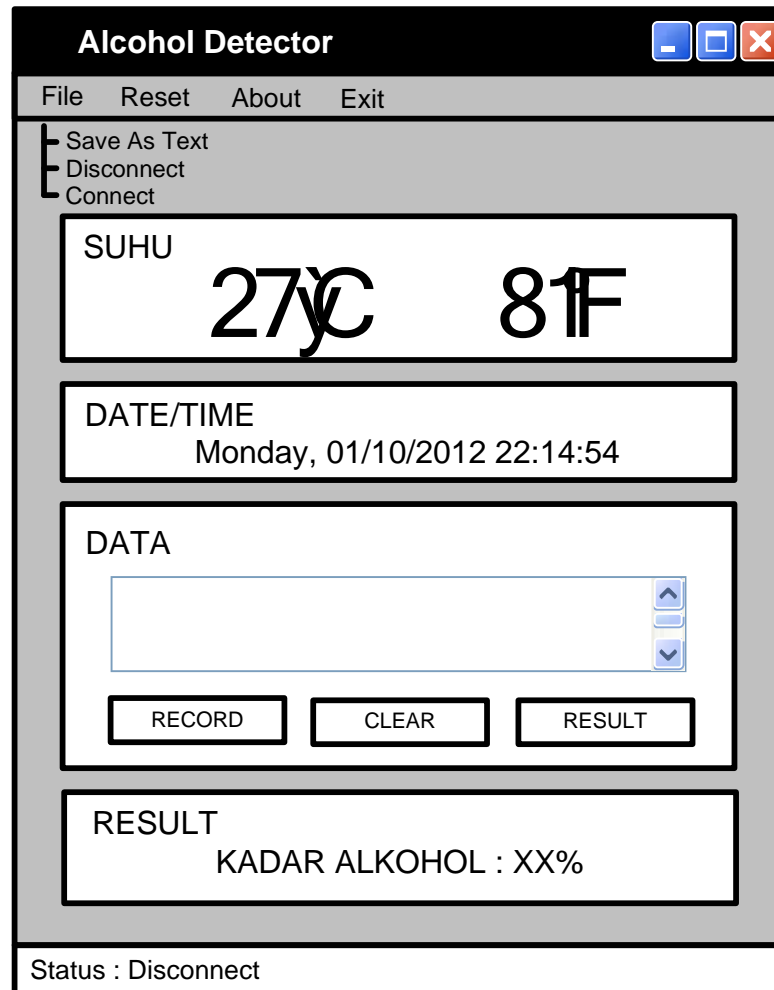 Alcohol Detector
File Reset About Exit
Save As Text
Disconnect
Connect
SUHU
27ỳC 81°F
DATE/TIME
Monday, 01/10/2012 22:14:54
DATA
RECORD CLEAR RESULT
RESULT
KADAR ALKOHOL : XX%
Status : Disconnect